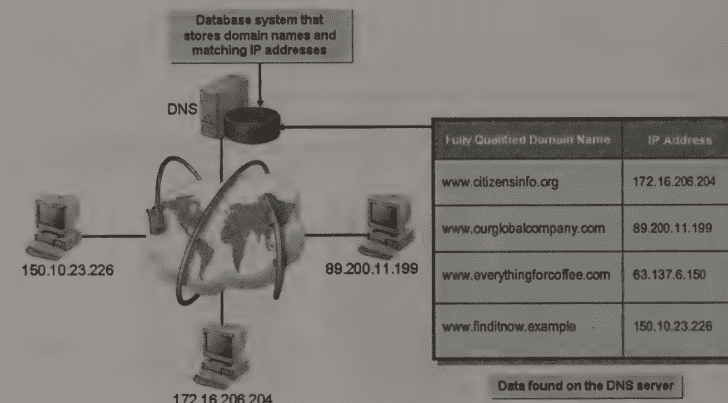 Database system that
stores domain names and
matching IP addresses
DNS
Fully Qualified Domain Name IP Address
www.citizensinfo.org 172.16.206.204
www.ourglobalcompany.com 89.200.11.199
www.everythingforcoffee.com 63.137.6.150
www.finditnow.example 150.10.23.226
150.10.23.226
89.200.11.199
172.16.206.204
Data found on the DNS server